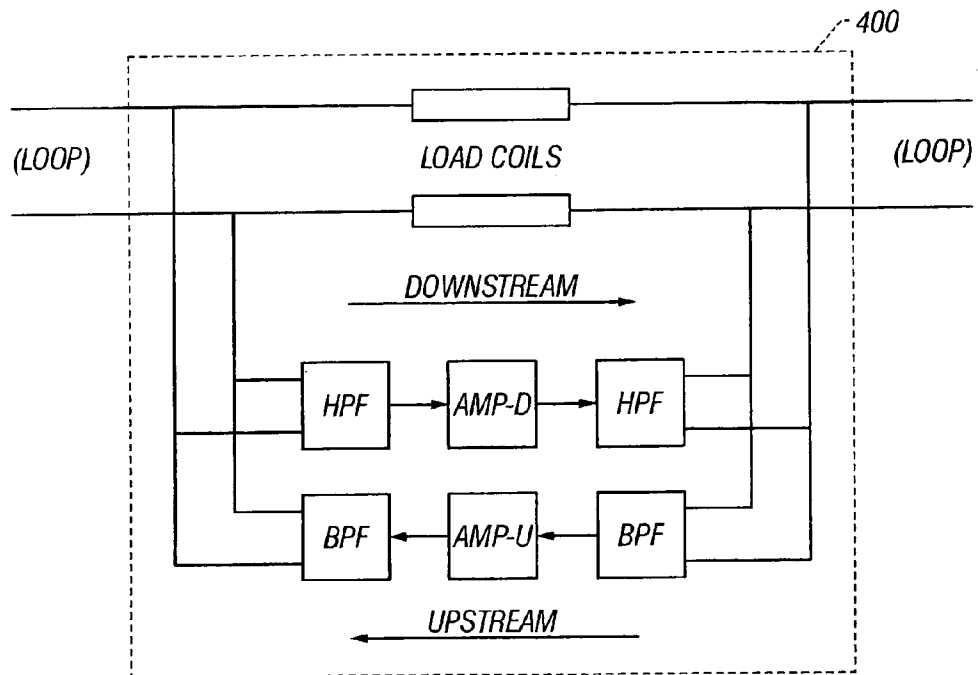 400
(LOOP)
LOAD COILS
(LOOP)
DOWNSTREAM
HPF
AMP-D
HPF
BPF
AMP-U
BPF
UPSTREAM